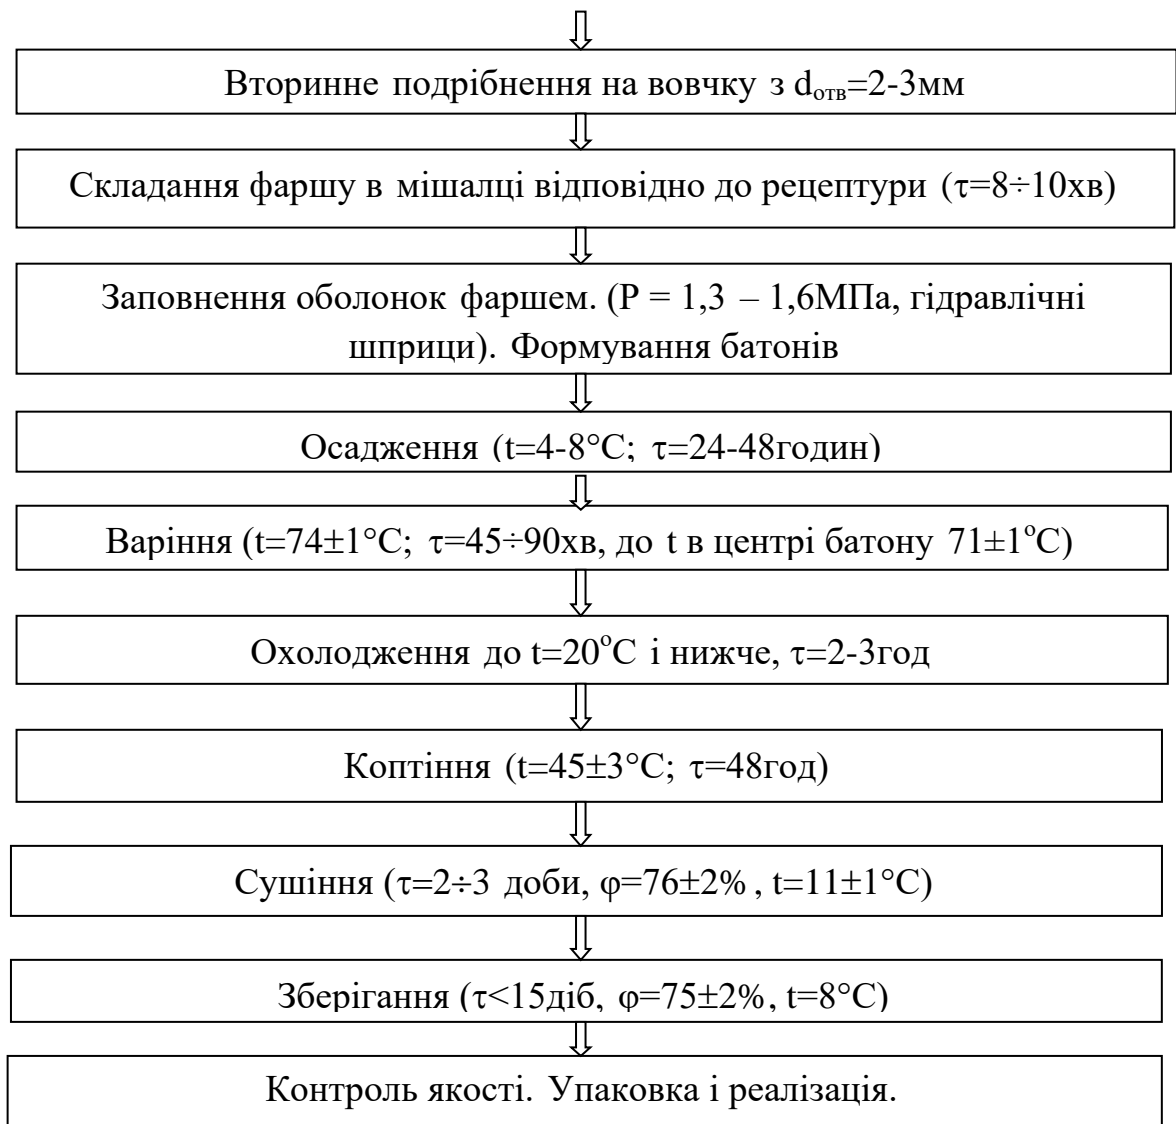 Вторинне подрібнення на вовчку з dотв=2-3мм
Складання фаршу в мішалці відповідно до рецептури (τ=8÷10хв)
Заповнення оболонок фаршем. (Р = 1,3 – 1,6МПа, гідравлічні
шприци). Формування батонів
Осадження (t=4-8°С; τ=24-48годин)
Варіння (t=74±1°С; τ=45÷90хв, до t в центрі батону 71±1°С)
Охолодження до t=20°С і нижче, τ=2-3год
Коптіння (t=45±3°С; τ=48год)
Сушіння (τ=2÷3 доби, φ=76±2% , t=11±1°С)
Зберігання (τ<15діб, φ=75±2%, t=8°С)
Контроль якості. Упаковка і реалізація.